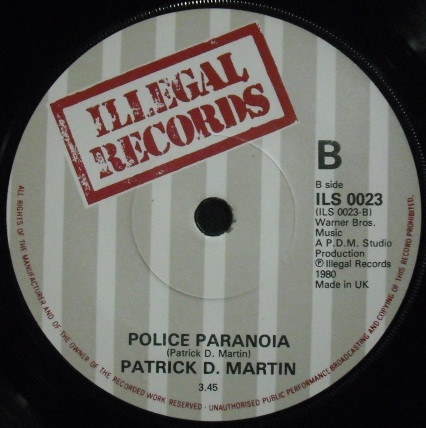 ILLEGAL
RECORDS
B
B side
ILS 0023
(ILS 0023-B)
Warner Bros.
Music
A P.D.M. Studio
Production
℗ Illegal Records
1980
Made in UK
POLICE PARANOIA
(Patrick D. Martin)
PATRICK D. MARTIN
3.45
ALL RIGHTS OF THE MANUFACTURER AND OF THE OWNER OF THE RECORDED WORK RESERVED · UNAUTHORISED PUBLIC PERFORMANCE BROADCASTING AND COPYING OF THIS RECORD PROHIBITED.